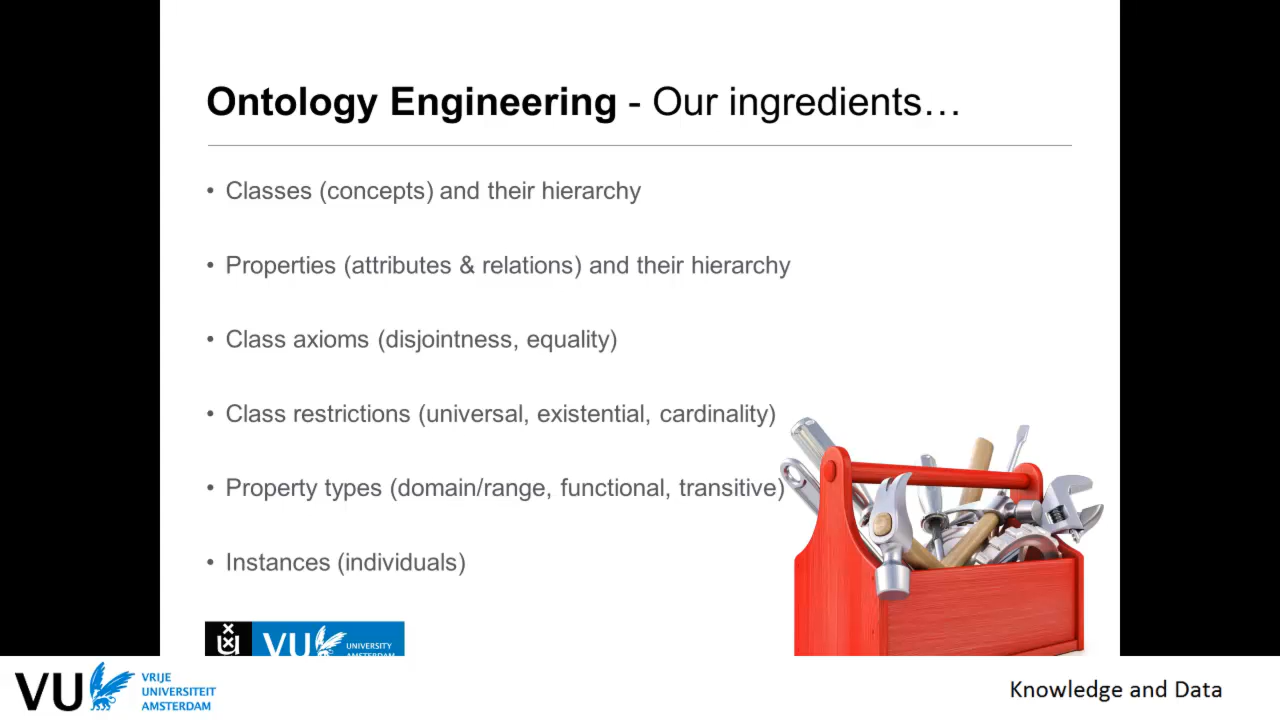 Ontology Engineering - Our ingredients…
• Classes (concepts) and their hierarchy
• Properties (attributes & relations) and their hierarchy
• Class axioms (disjointness, equality)
• Class restrictions (universal, existential, cardinality)
• Property types (domain/range, functional, transitive)
• Instances (individuals)
VU UNIVERSITY
AMSTERDAM
VU VRIJE
UNIVERSITEIT
AMSTERDAM
Knowledge and Data